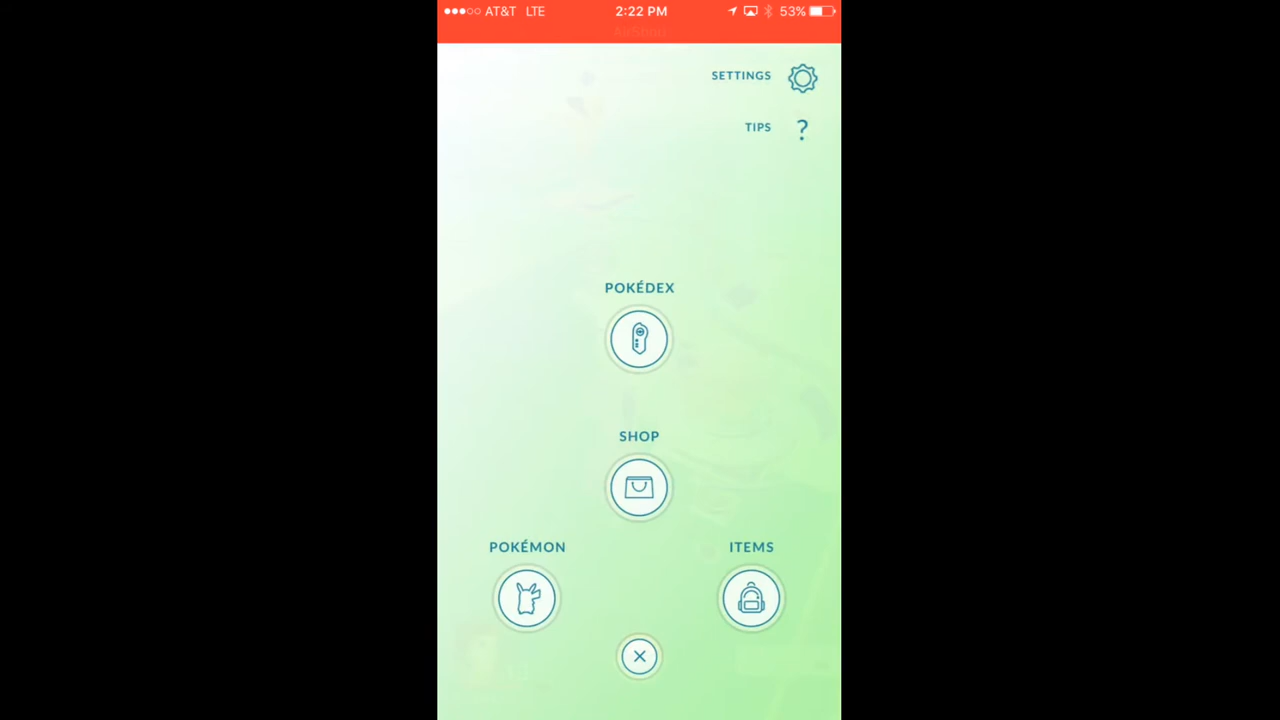 AT&T LTE 2:22 PM 53%
SETTINGS
TIPS
?
POKÉDEX
SHOP
POKÉMON
ITEMS